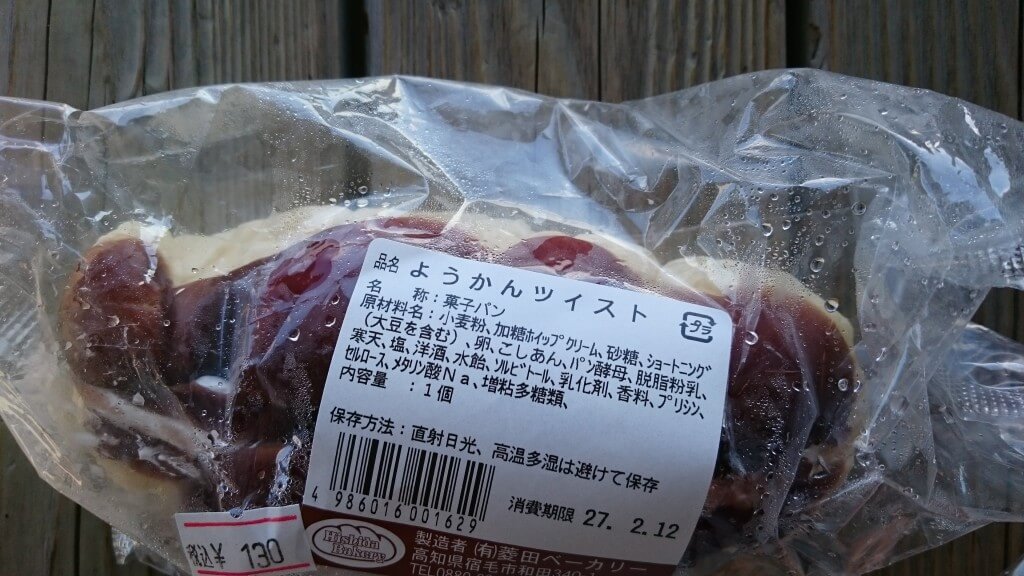 品名 ようかんツイスト
名　　称：菓子パン
原材料名：小麦粉、加糖ホイップクリーム、砂糖、ショートニング
（大豆を含む）、卵、こしあん、パン酵母、脱脂粉乳、
寒天、塩、洋酒、水飴、ソルビトール、乳化剤、香料、プリシン、
セルロース、メタリン酸Ｎａ、増粘多糖類、
内容量　：１個
プラ
保存方法：直射日光、高温多湿は避けて保存
4 986016001629
消費期限 27. 2.12
¥ 130
Hishida Bakery
製造者 (有)菱田ベーカリー
高知県宿毛市和田340-1
TEL0880-